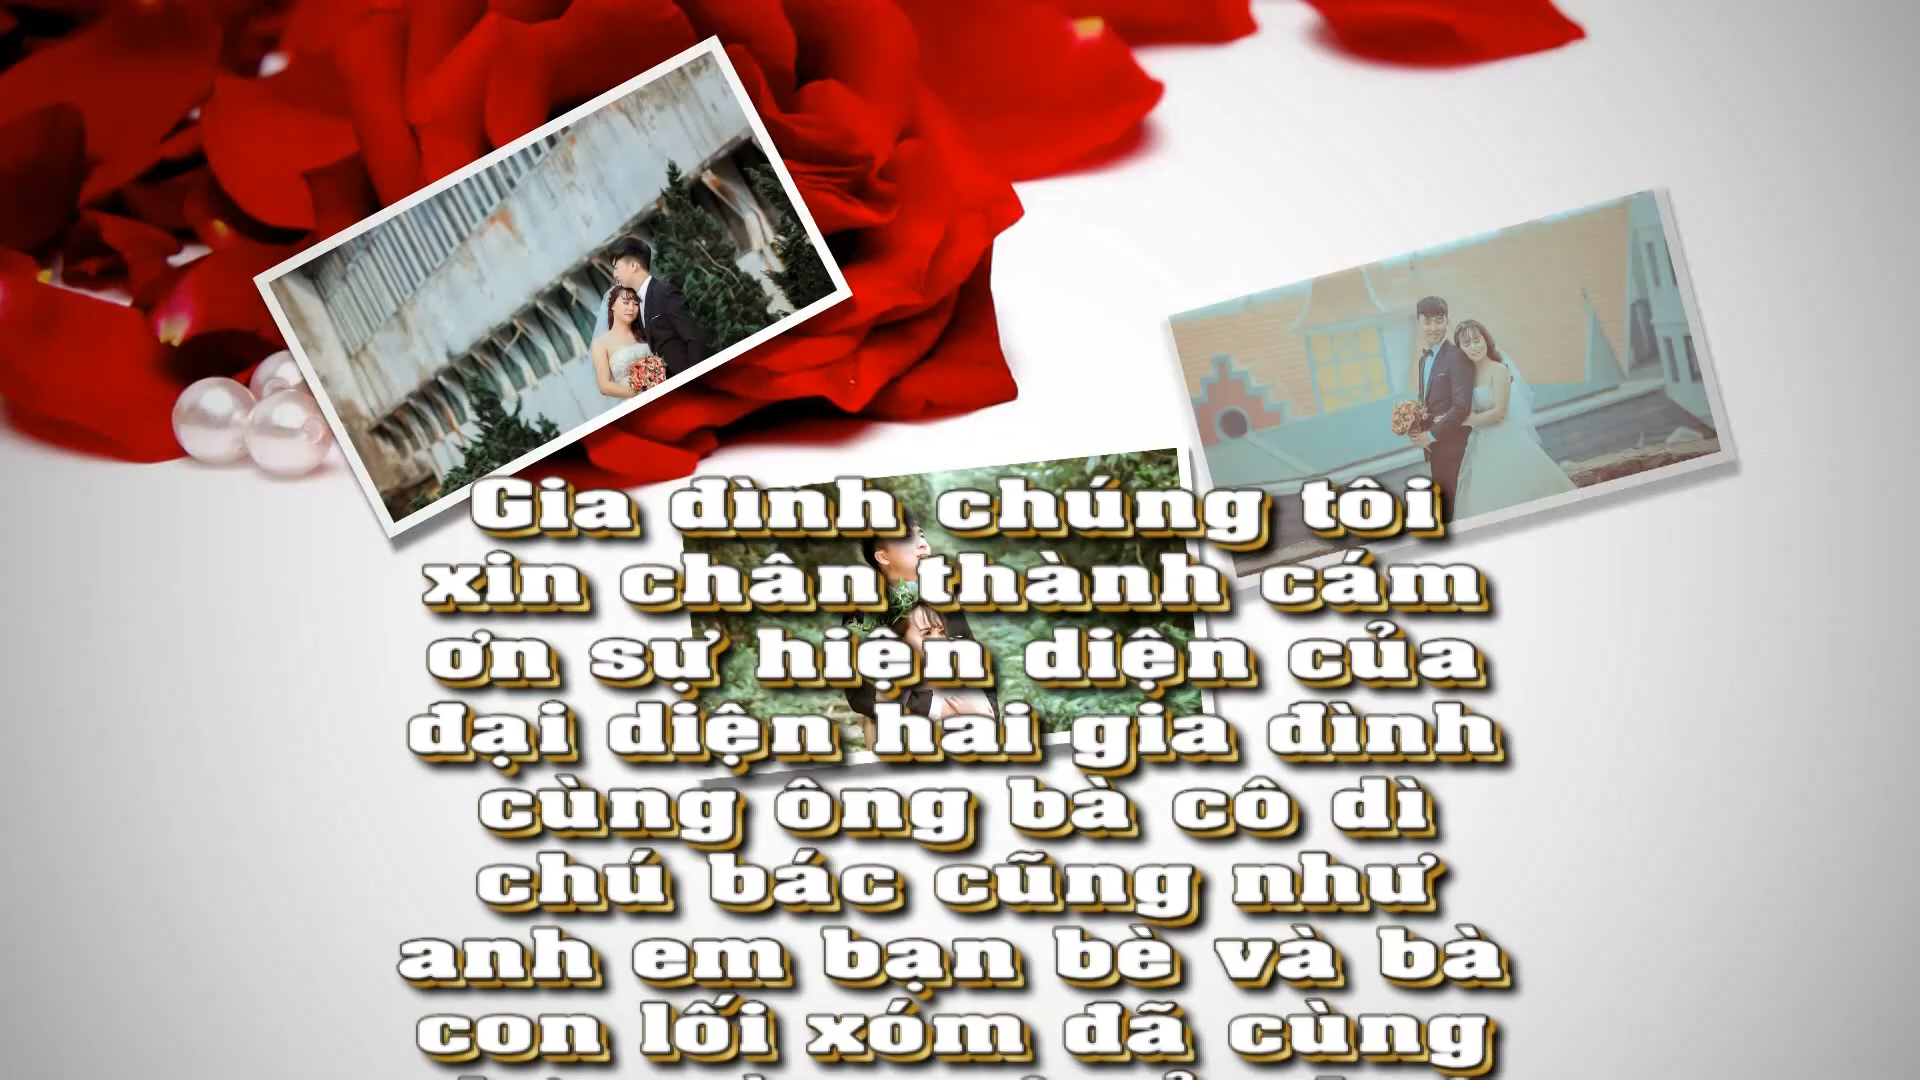 Gia đình chúng tôi
xin chân thành cám
ơn sự hiện diện của
đại diện hai gia đình
cùng ông bà cô dì
chú bác cũng như
anh em bạn bè và bà
con lối xóm đã cùng